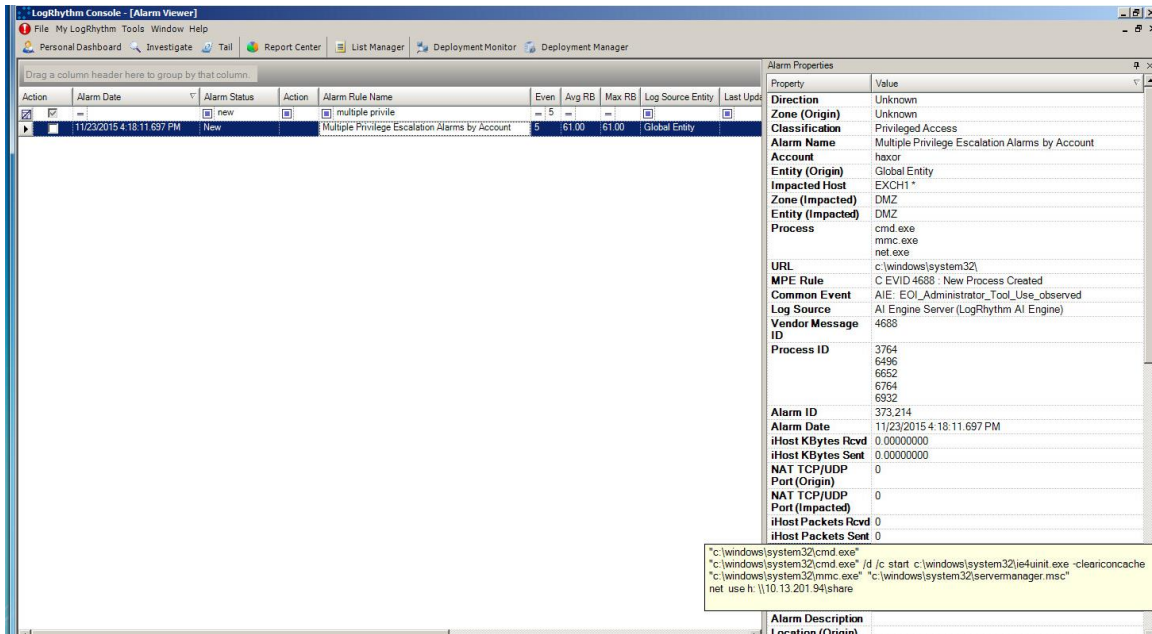 LogRhythm Console - [Alarm Viewer]
File My LogRhythm Tools Window Help
Personal Dashboard Investigate Tail Report Center List Manager Deployment Monitor Deployment Manager
Drag a column header here to group by that column.
Action Alarm Date Alarm Status Action Alarm Rule Name Even Avg RB Max RB Log Source Entity Last Upda
= new multiple privile = 5 = =
11/23/2015 4:18:11.697 PM New Multiple Privilege Escalation Alarms by Account 5 61.00 61.00 Global Entity
Alarm Properties
Property Value
Direction Unknown
Zone (Origin) Unknown
Classification Privileged Access
Alarm Name Multiple Privilege Escalation Alarms by Account
Account haxor
Entity (Origin) Global Entity
Impacted Host EXCH1 *
Zone (Impacted) DMZ
Entity (Impacted) DMZ
Process cmd.exe
mmc.exe
net.exe
URL c:\windows\system32\
MPE Rule C EVID 4688 : New Process Created
Common Event AIE: EOI_Administrator_Tool_Use_observed
Log Source AI Engine Server (LogRhythm AI Engine)
Vendor Message ID 4688
Process ID 3764
6496
6652
6764
6932
Alarm ID 373,214
Alarm Date 11/23/2015 4:18:11.697 PM
iHost KBytes Rcvd 0.00000000
iHost KBytes Sent 0.00000000
NAT TCP/UDP Port (Origin) 0
NAT TCP/UDP Port (Impacted) 0
iHost Packets Rcvd 0
iHost Packets Sent 0
"c:\windows\system32\cmd.exe"
"c:\windows\system32\cmd.exe" /d /c start c:\windows\system32\ie4uinit.exe -cleariconcache
"c:\windows\system32\mmc.exe" "c:\windows\system32\servermanager.msc"
net use h: \\10.13.201.94\share
Alarm Description
Location (Origin)